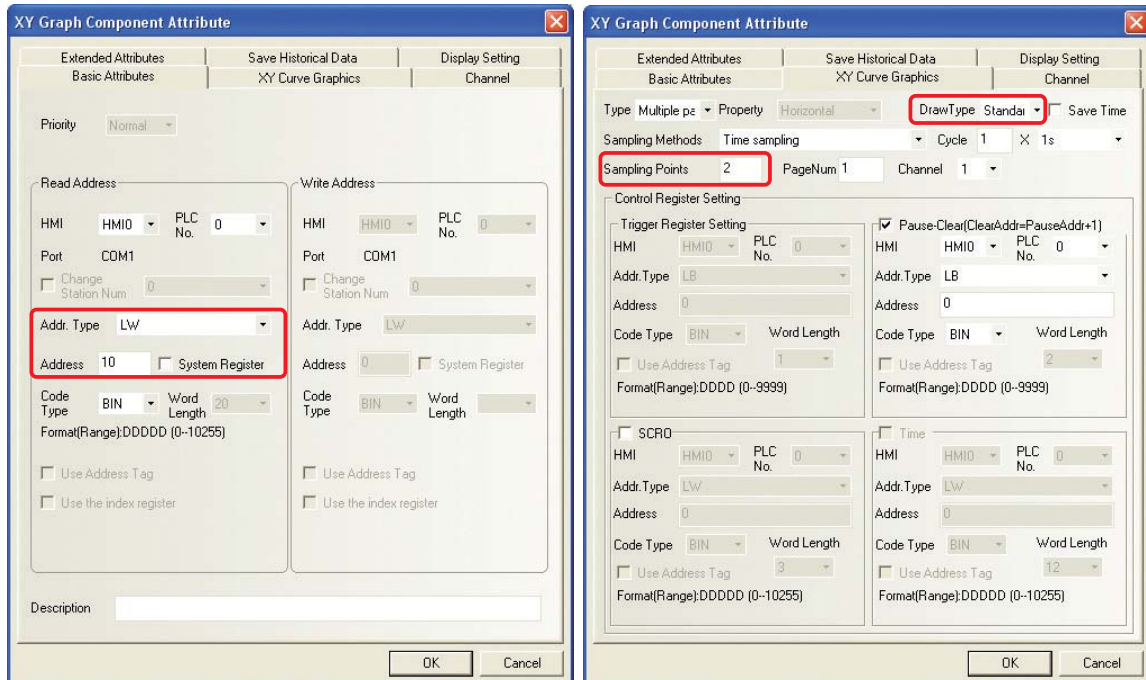 XY Graph Component Attribute
Extended Attributes Save Historical Data Display Setting
Basic Attributes XY Curve Graphics Channel
Priority Normal
Read Address
HMI HMI0 PLC No. 0
Port COM1
Change Station Num 0
Addr. Type LW
Address 10 System Register
Code Type BIN Word Length 20
Format(Range):DDDDD (0--10255)
Use Address Tag
Use the index register
Write Address
HMI HMI0 PLC No. 0
Port COM1
Change Station Num 0
Addr. Type LW
Address 0 System Register
Code Type BIN Word Length
Use Address Tag
Use the index register
Description
OK Cancel
XY Graph Component Attribute
Extended Attributes Save Historical Data Display Setting
Basic Attributes XY Curve Graphics Channel
Type Multiple pa Property Horizontal DrawType Standar Save Time
Sampling Methods Time sampling Cycle 1 X 1s
Sampling Points 2 PageNum 1 Channel 1
Control Register Setting
Trigger Register Setting
HMI HMI0 PLC No. 0
Addr.Type LB
Address 0
Code Type BIN Word Length
Use Address Tag 1
Format(Range):DDDD (0--9999)
Pause-Clear(ClearAddr=PauseAddr+1)
HMI HMI0 PLC No. 0
Addr.Type LB
Address 0
Code Type BIN Word Length
Use Address Tag 2
Format(Range):DDDD (0--9999)
SCRO
HMI HMI0 PLC No. 0
Addr.Type LW
Address 0
Code Type BIN Word Length
Use Address Tag 3
Format(Range):DDDDD (0--10255)
Time
HMI HMI0 PLC No. 0
Addr.Type LW
Address 0
Code Type BIN Word Length
Use Address Tag 12
Format(Range):DDDDD (0--10255)
OK Cancel